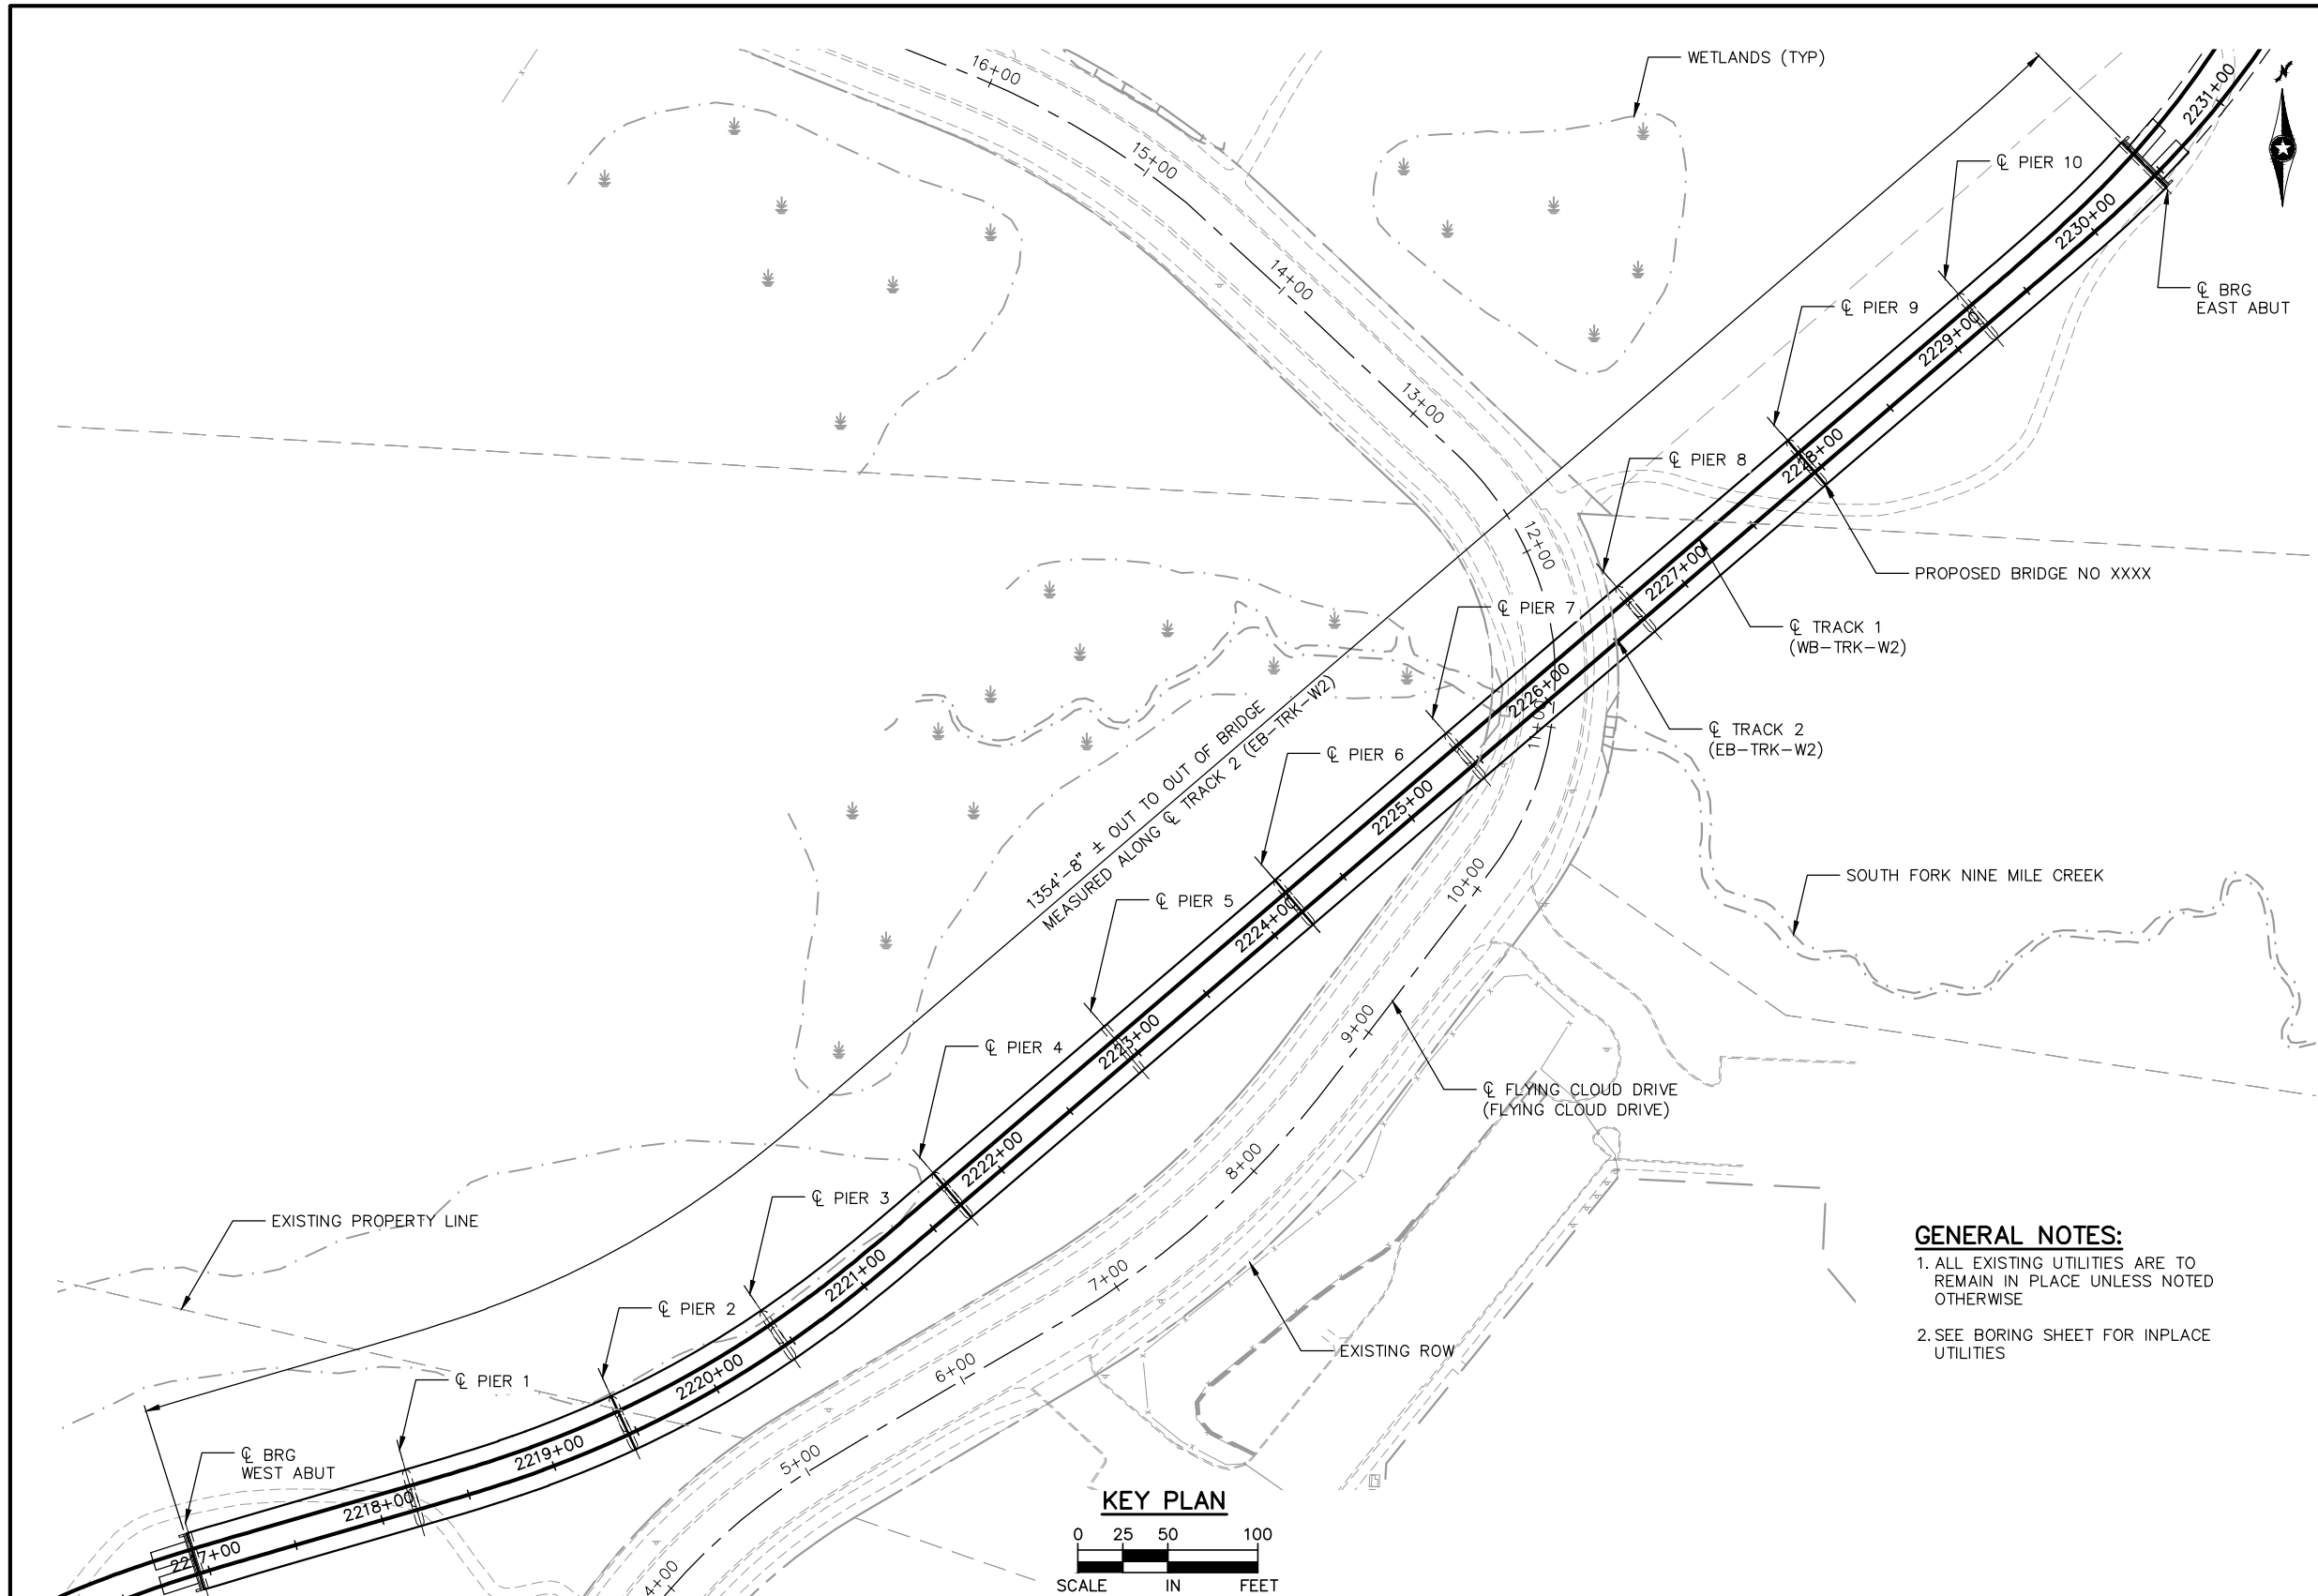 WETLANDS (TYP)
N
16+00
15+00
14+00
13+00
12+00
11+00
10+00
9+00
8+00
7+00
6+00
5+00
4+00
2231+00
2230+00
2229+00
2228+00
2227+00
2226+00
2225+00
2224+00
2223+00
2222+00
2221+00
2220+00
2219+00
2218+00
2217+00
℄ PIER 10
℄ BRG
EAST ABUT
℄ PIER 9
℄ PIER 8
PROPOSED BRIDGE NO XXXX
℄ PIER 7
℄ TRACK 1
(WB-TRK-W2)
℄ TRACK 2
(EB-TRK-W2)
℄ PIER 6
1354'-8" ± OUT TO OUT OF BRIDGE
MEASURED ALONG ℄ TRACK 2 (EB-TRK-W2)
℄ PIER 5
SOUTH FORK NINE MILE CREEK
℄ PIER 4
℄ FLYING CLOUD DRIVE
(FLYING CLOUD DRIVE)
℄ PIER 3
EXISTING PROPERTY LINE
℄ PIER 2
EXISTING ROW
℄ PIER 1
℄ BRG
WEST ABUT
GENERAL NOTES:
1. ALL EXISTING UTILITIES ARE TO
REMAIN IN PLACE UNLESS NOTED
OTHERWISE
2. SEE BORING SHEET FOR INPLACE
UTILITIES
KEY PLAN
0 25 50 100
SCALE IN FEET